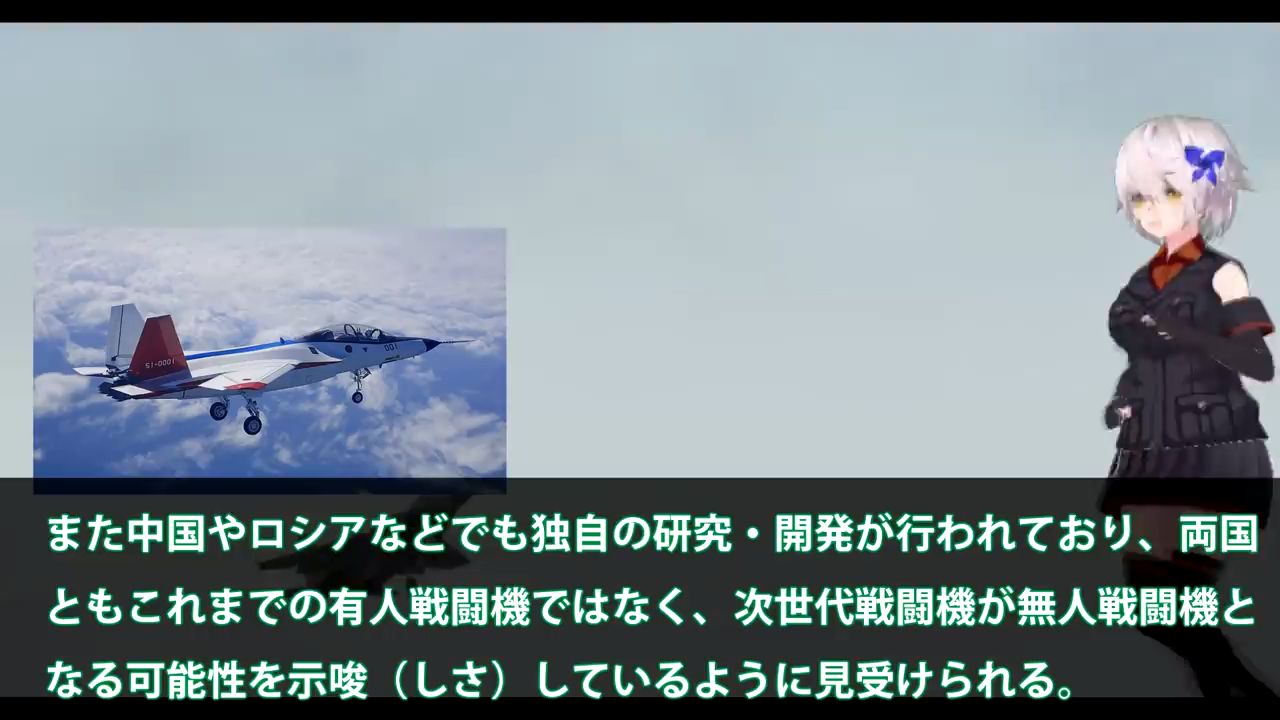 001
51-0001
また中国やロシアなどでも独自の研究・開発が行われており、両国
ともこれまでの有人戦闘機ではなく、次世代戦闘機が無人戦闘機と
なる可能性を示唆（しさ）しているように見受けられる。